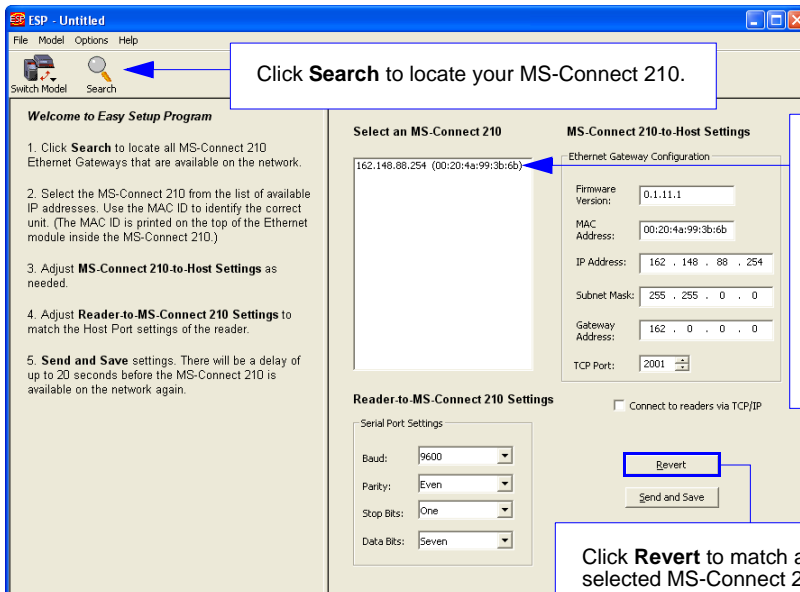 ESP - Untitled
File Model Options Help
Switch Model Search
Click Search to locate your MS-Connect 210.
Welcome to Easy Setup Program
1. Click Search to locate all MS-Connect 210
Ethernet Gateways that are available on the network.
2. Select the MS-Connect 210 from the list of available
IP addresses. Use the MAC ID to identify the correct
unit. (The MAC ID is printed on the top of the Ethernet
module inside the MS-Connect 210.)
3. Adjust MS-Connect 210-to-Host Settings as
needed.
4. Adjust Reader-to-MS-Connect 210 Settings to
match the Host Port settings of the reader.
5. Send and Save settings. There will be a delay of
up to 20 seconds before the MS-Connect 210 is
available on the network again.
Select an MS-Connect 210
162.148.88.254 (00:20:4a:99:3b:6b)
MS-Connect 210-to-Host Settings
Ethernet Gateway Configuration
Firmware
Version: 0.1.11.1
MAC
Address: 00:20:4a:99:3b:6b
IP Address: 162 . 148 . 88 . 254
Subnet Mask: 255 . 255 . 0 . 0
Gateway
Address: 162 . 0 . 0 . 0
TCP Port: 2001
Reader-to-MS-Connect 210 Settings
Serial Port Settings
Baud: 9600
Parity: Even
Stop Bits: One
Data Bits: Seven
Connect to readers via TCP/IP
Revert
Send and Save
Click Revert to match a
selected MS-Connect 2